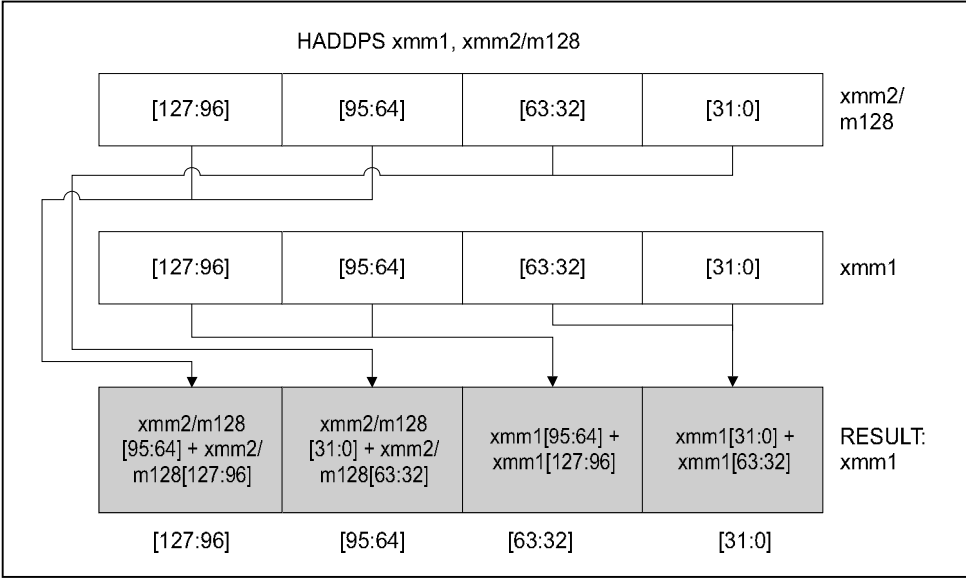 HADDPS xmm1, xmm2/m128
[127:96] [95:64] [63:32] [31:0] xmm2/
m128
[127:96] [95:64] [63:32] [31:0] xmm1
xmm2/m128
[95:64] + xmm2/
m128[127:96]
xmm2/m128
[31:0] + xmm2/
m128[63:32]
xmm1[95:64] +
xmm1[127:96]
xmm1[31:0] +
xmm1[63:32]
RESULT:
xmm1
[127:96] [95:64] [63:32] [31:0]